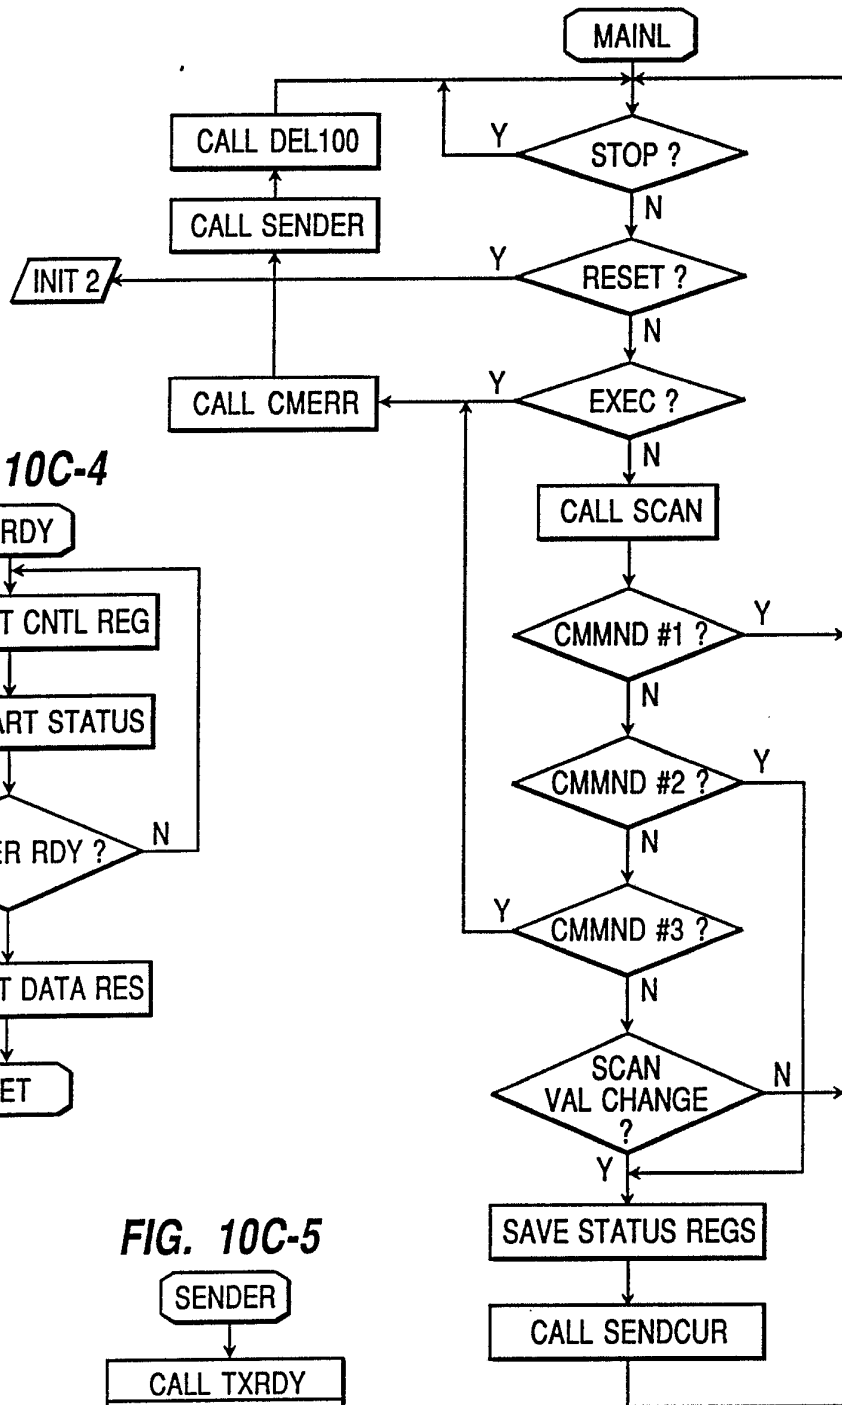 MAINL
CALL DEL100
Y
STOP ?
N
CALL SENDER
Y
INIT 2
RESET ?
N
Y
CALL CMERR
EXEC ?
N
CALL SCAN
Y
CMMND #1 ?
N
Y
CMMND #2 ?
N
Y
CMMND #3 ?
N
SCAN
VAL CHANGE
?
N
Y
SAVE STATUS REGS
CALL SENDCUR
10C-4
RDY
T CNTL REG
ART STATUS
ER RDY ?
N
T DATA RES
ET
FIG. 10C-5
SENDER
CALL TXRDY